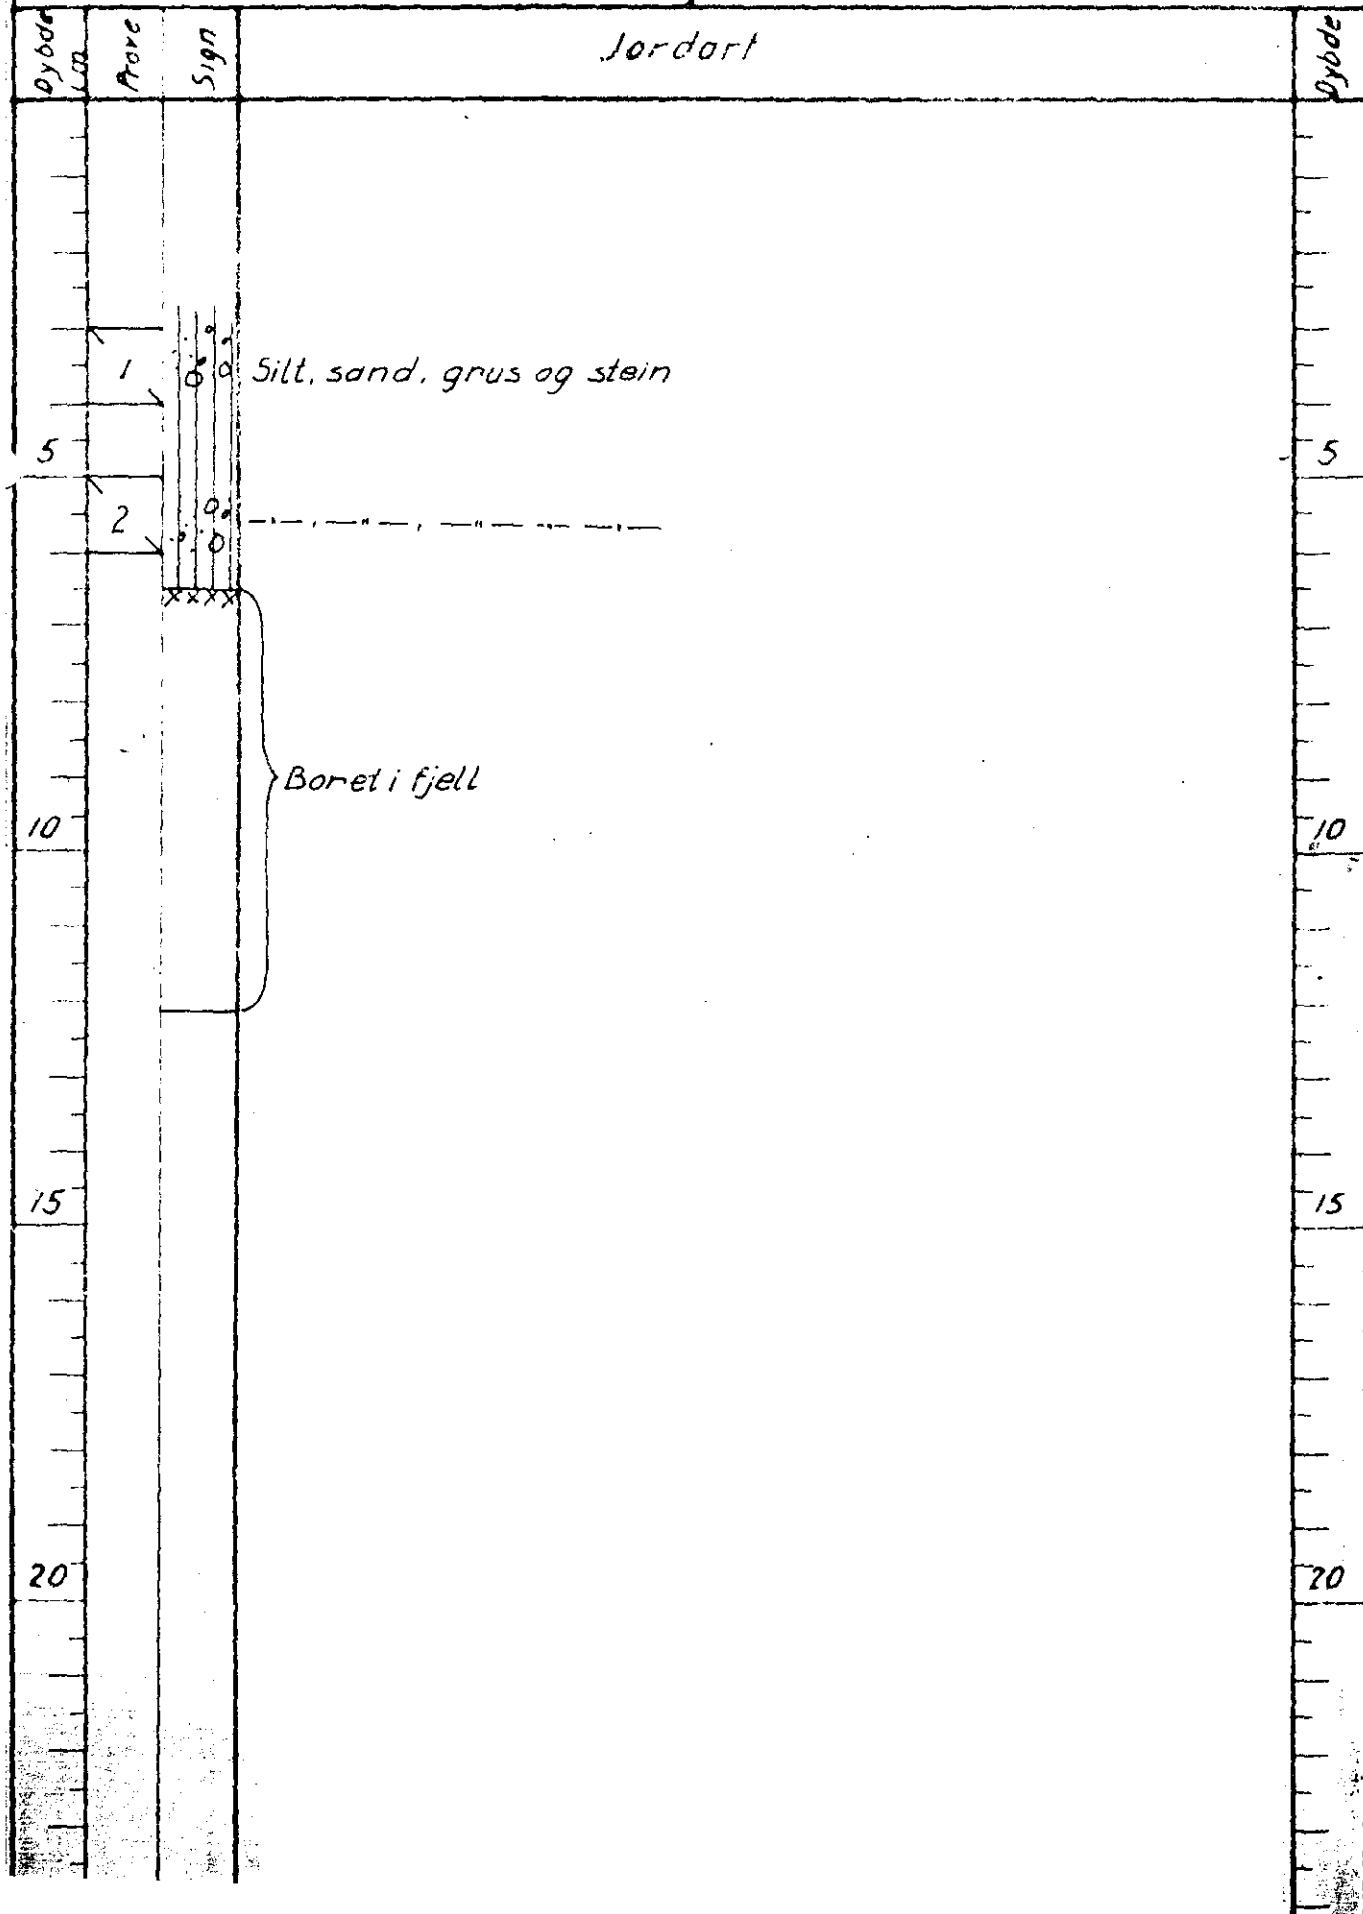 Dybde i m Prøve Sign Jordart Dybde
1 Silt, sand, grus og stein
5 5
2 —"—, —"—, —"— —"— —"—
Boret i fjell
10 10
15 15
20 20